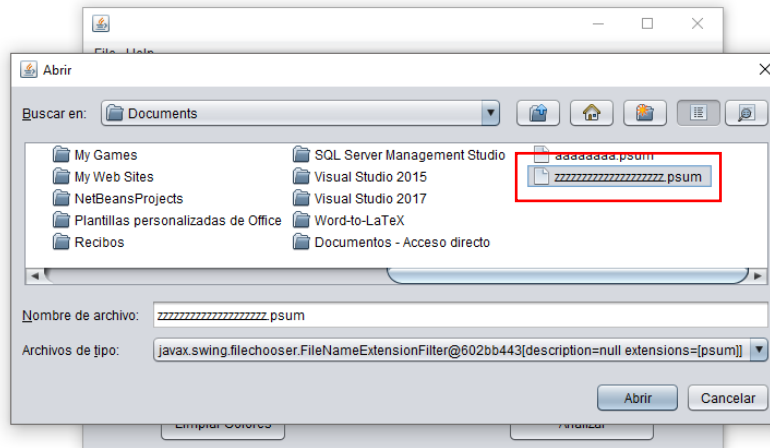 File Help
Abrir
Buscar en: Documents
My Games
My Web Sites
NetBeansProjects
Plantillas personalizadas de Office
Recibos
SQL Server Management Studio
Visual Studio 2015
Visual Studio 2017
Word-to-LaTeX
Documentos - Acceso directo
aaaaaaaa.psum
zzzzzzzzzzzzzzzzzzzz.psum
Nombre de archivo: zzzzzzzzzzzzzzzzzzzz.psum
Archivos de tipo: javax.swing.filechooser.FileNameExtensionFilter@602bb443[description=null extensions=[psum]]
Abrir Cancelar
Limpiar Colores Analizar